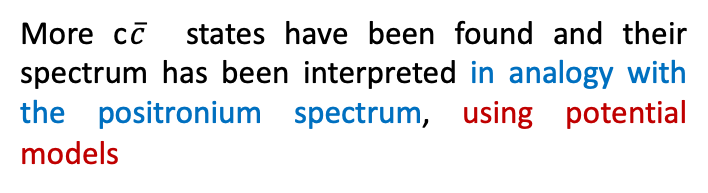 More c𝑐̄ states have been found and their
spectrum has been interpreted in analogy with
the positronium spectrum, using potential
models